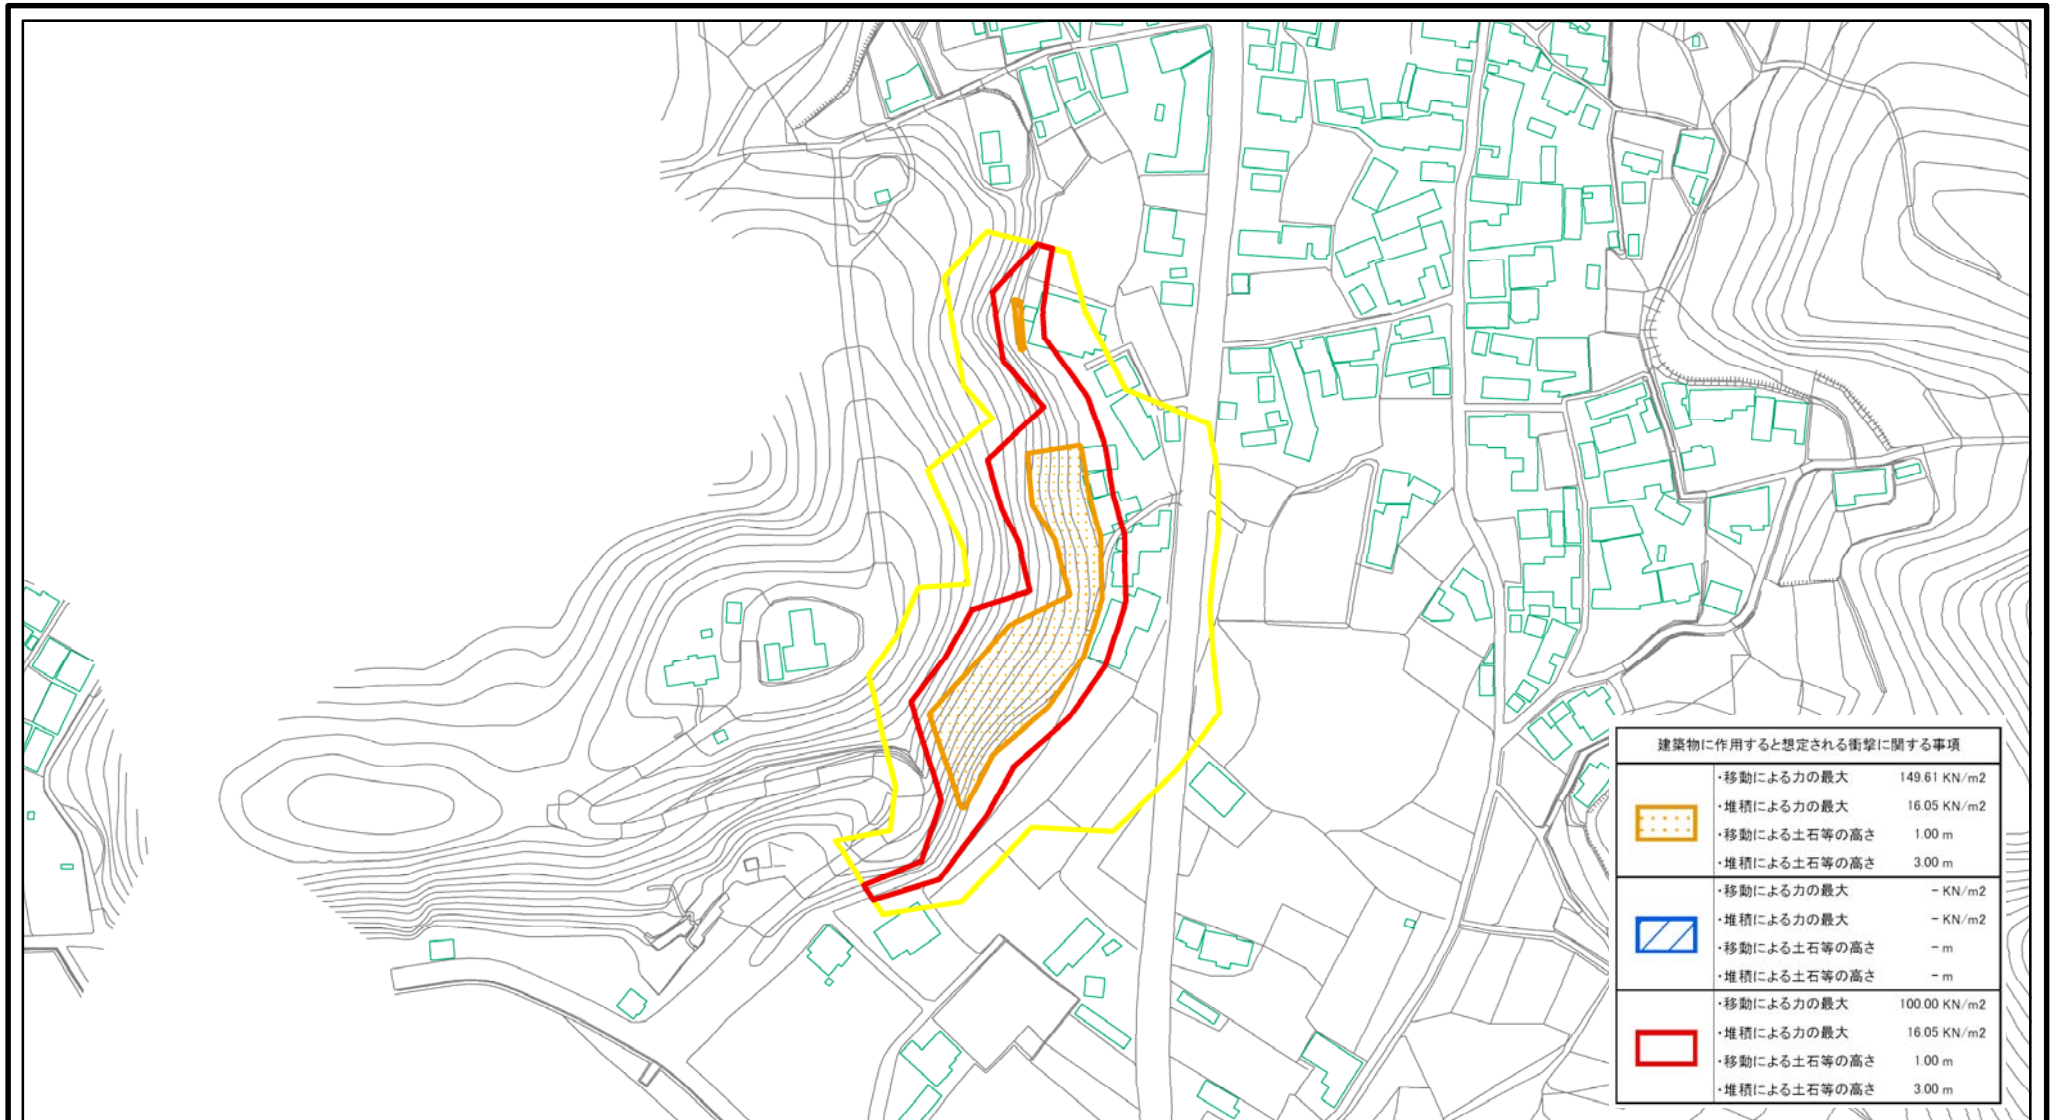 建築物に作用すると想定される衝撃に関する事項
・移動による力の最大 149.61 KN/m2
・堆積による力の最大 16.05 KN/m2
・移動による土石等の高さ 1.00 m
・堆積による土石等の高さ 3.00 m
・移動による力の最大 - KN/m2
・堆積による力の最大 - KN/m2
・移動による土石等の高さ - m
・堆積による土石等の高さ - m
・移動による力の最大 100.00 KN/m2
・堆積による力の最大 16.05 KN/m2
・移動による土石等の高さ 1.00 m
・堆積による土石等の高さ 3.00 m